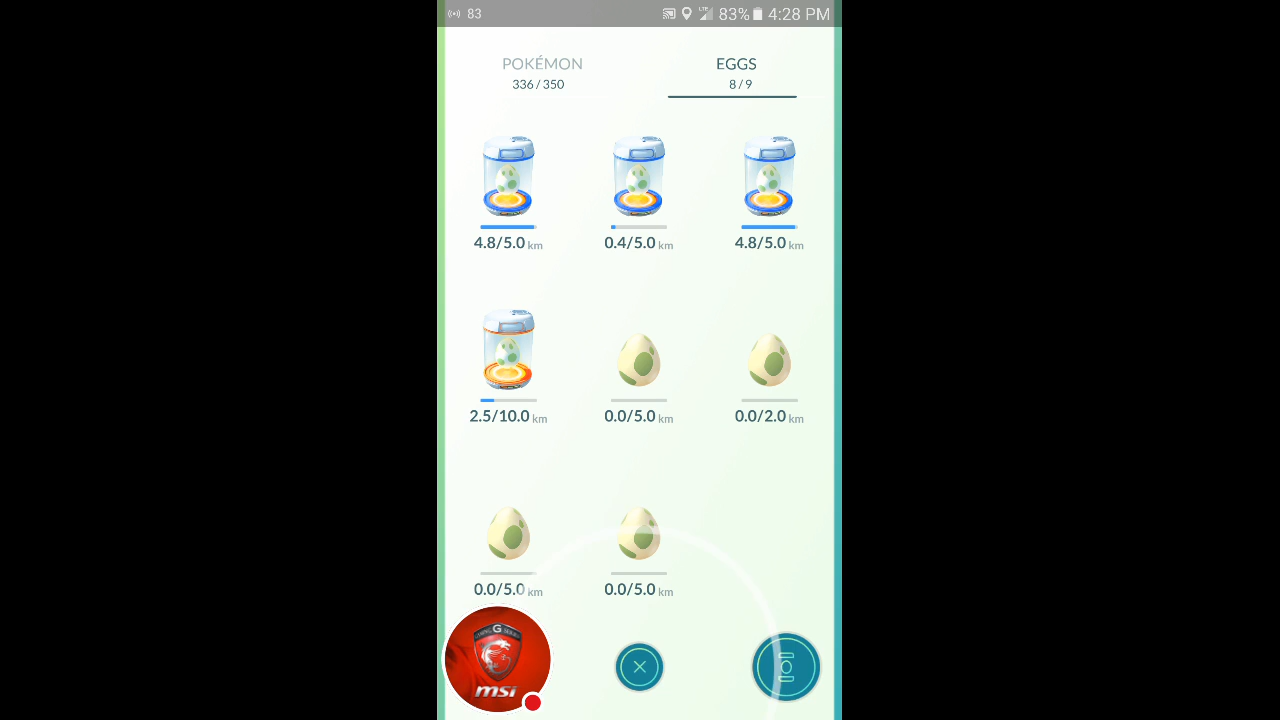 83
LTE 83% 4:28 PM
POKÉMON EGGS
336 / 350 8 / 9
4.8/5.0 km 0.4/5.0 km 4.8/5.0 km
2.5/10.0 km 0.0/5.0 km 0.0/2.0 km
0.0/5.0 km 0.0/5.0 km
G
msi